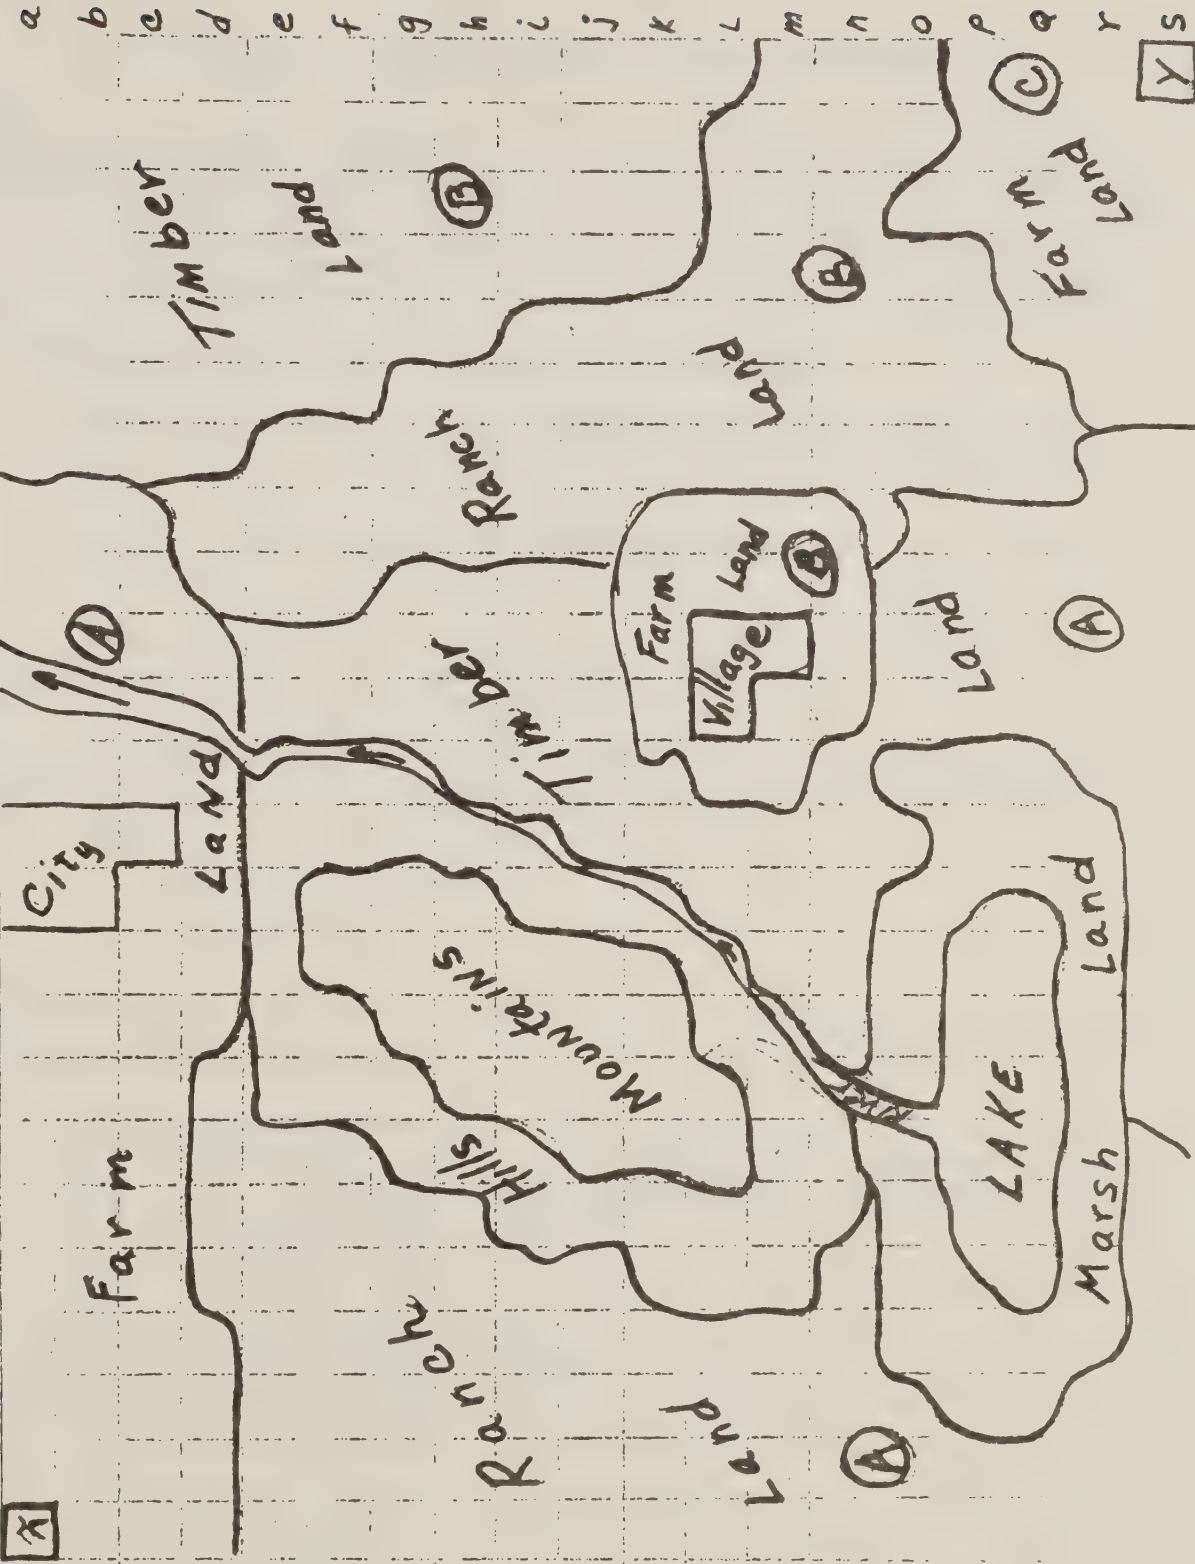 X
City
A
Farm
LaNd
Timber
Land
B
Ranch
Land
A
Hills
MountaiNS
Timber
Land
A
Ranch
Land
B
Farm
Land
B
Village
LAKE
Marsh Land
Farm
Land
C
Y
a
b
c
d
e
f
g
h
i
j
k
L
m
n
o
p
Q
r
S